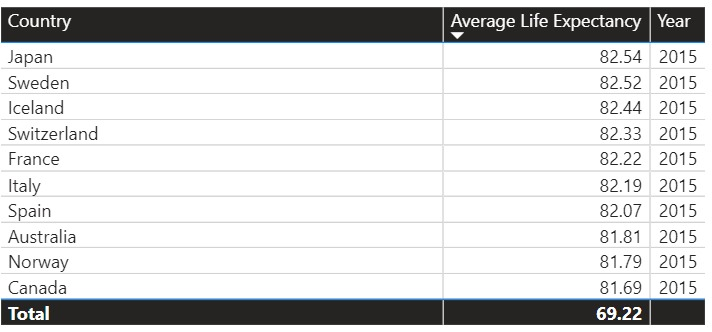 Country Average Life Expectancy Year
Japan 82.54 2015
Sweden 82.52 2015
Iceland 82.44 2015
Switzerland 82.33 2015
France 82.22 2015
Italy 82.19 2015
Spain 82.07 2015
Australia 81.81 2015
Norway 81.79 2015
Canada 81.69 2015
Total 69.22